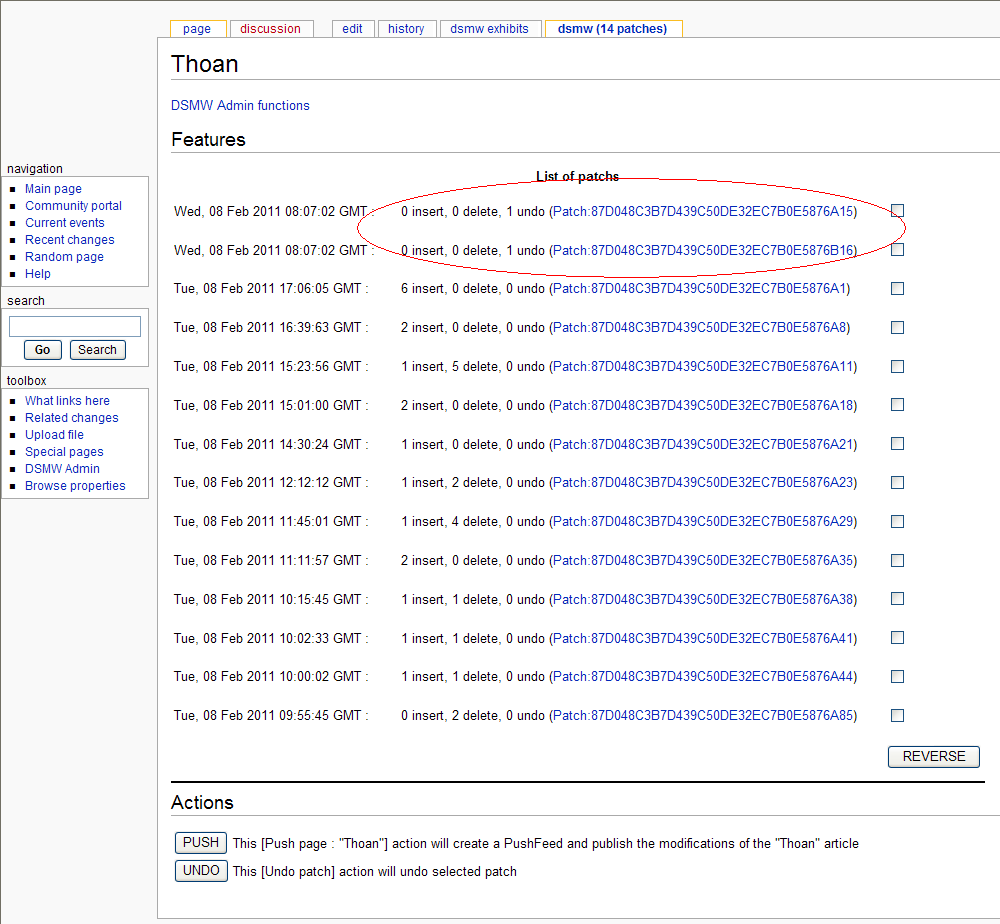 page discussion edit history dsmw exhibits dsmw (14 patches)
Thoan
DSMW Admin functions
Features
navigation
Main page
Community portal
Current events
Recent changes
Random page
Help
search
Go Search
toolbox
What links here
Related changes
Upload file
Special pages
DSMW Admin
Browse properties
List of patchs
Wed, 08 Feb 2011 08:07:02 GMT : 0 insert, 0 delete, 1 undo (Patch:87D048C3B7D439C50DE32EC7B0E5876A15)
Wed, 08 Feb 2011 08:07:02 GMT : 0 insert, 0 delete, 1 undo (Patch:87D048C3B7D439C50DE32EC7B0E5876B16)
Tue, 08 Feb 2011 17:06:05 GMT : 6 insert, 0 delete, 0 undo (Patch:87D048C3B7D439C50DE32EC7B0E5876A1)
Tue, 08 Feb 2011 16:39:63 GMT : 2 insert, 0 delete, 0 undo (Patch:87D048C3B7D439C50DE32EC7B0E5876A8)
Tue, 08 Feb 2011 15:23:56 GMT : 1 insert, 5 delete, 0 undo (Patch:87D048C3B7D439C50DE32EC7B0E5876A11)
Tue, 08 Feb 2011 15:01:00 GMT : 2 insert, 0 delete, 0 undo (Patch:87D048C3B7D439C50DE32EC7B0E5876A18)
Tue, 08 Feb 2011 14:30:24 GMT : 1 insert, 0 delete, 0 undo (Patch:87D048C3B7D439C50DE32EC7B0E5876A21)
Tue, 08 Feb 2011 12:12:12 GMT : 1 insert, 2 delete, 0 undo (Patch:87D048C3B7D439C50DE32EC7B0E5876A23)
Tue, 08 Feb 2011 11:45:01 GMT : 1 insert, 4 delete, 0 undo (Patch:87D048C3B7D439C50DE32EC7B0E5876A29)
Tue, 08 Feb 2011 11:11:57 GMT : 2 insert, 0 delete, 0 undo (Patch:87D048C3B7D439C50DE32EC7B0E5876A35)
Tue, 08 Feb 2011 10:15:45 GMT : 1 insert, 1 delete, 0 undo (Patch:87D048C3B7D439C50DE32EC7B0E5876A38)
Tue, 08 Feb 2011 10:02:33 GMT : 1 insert, 1 delete, 0 undo (Patch:87D048C3B7D439C50DE32EC7B0E5876A41)
Tue, 08 Feb 2011 10:00:02 GMT : 1 insert, 1 delete, 0 undo (Patch:87D048C3B7D439C50DE32EC7B0E5876A44)
Tue, 08 Feb 2011 09:55:45 GMT : 0 insert, 2 delete, 0 undo (Patch:87D048C3B7D439C50DE32EC7B0E5876A85)
REVERSE
Actions
PUSH This [Push page : "Thoan"] action will create a PushFeed and publish the modifications of the "Thoan" article
UNDO This [Undo patch] action will undo selected patch